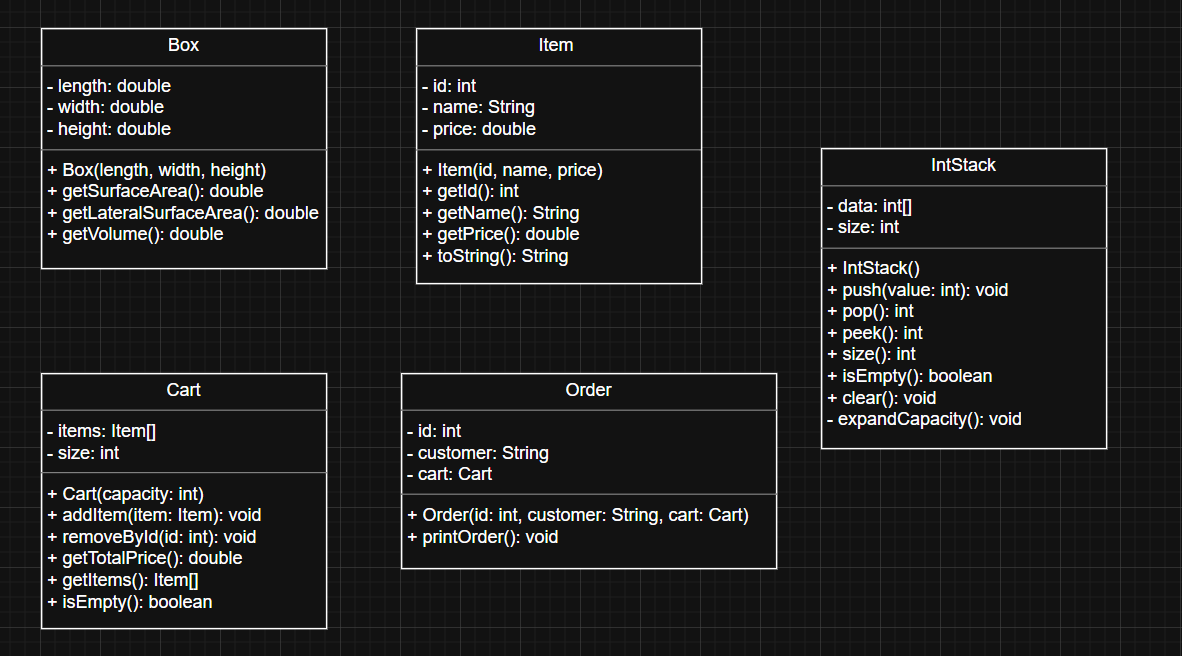 Box
- length: double
- width: double
- height: double
+ Box(length, width, height)
+ getSurfaceArea(): double
+ getLateralSurfaceArea(): double
+ getVolume(): double
Item
- id: int
- name: String
- price: double
+ Item(id, name, price)
+ getId(): int
+ getName(): String
+ getPrice(): double
+ toString(): String
IntStack
- data: int[]
- size: int
+ IntStack()
+ push(value: int): void
+ pop(): int
+ peek(): int
+ size(): int
+ isEmpty(): boolean
+ clear(): void
- expandCapacity(): void
Cart
- items: Item[]
- size: int
+ Cart(capacity: int)
+ addItem(item: Item): void
+ removeById(id: int): void
+ getTotalPrice(): double
+ getItems(): Item[]
+ isEmpty(): boolean
Order
- id: int
- customer: String
- cart: Cart
+ Order(id: int, customer: String, cart: Cart)
+ printOrder(): void